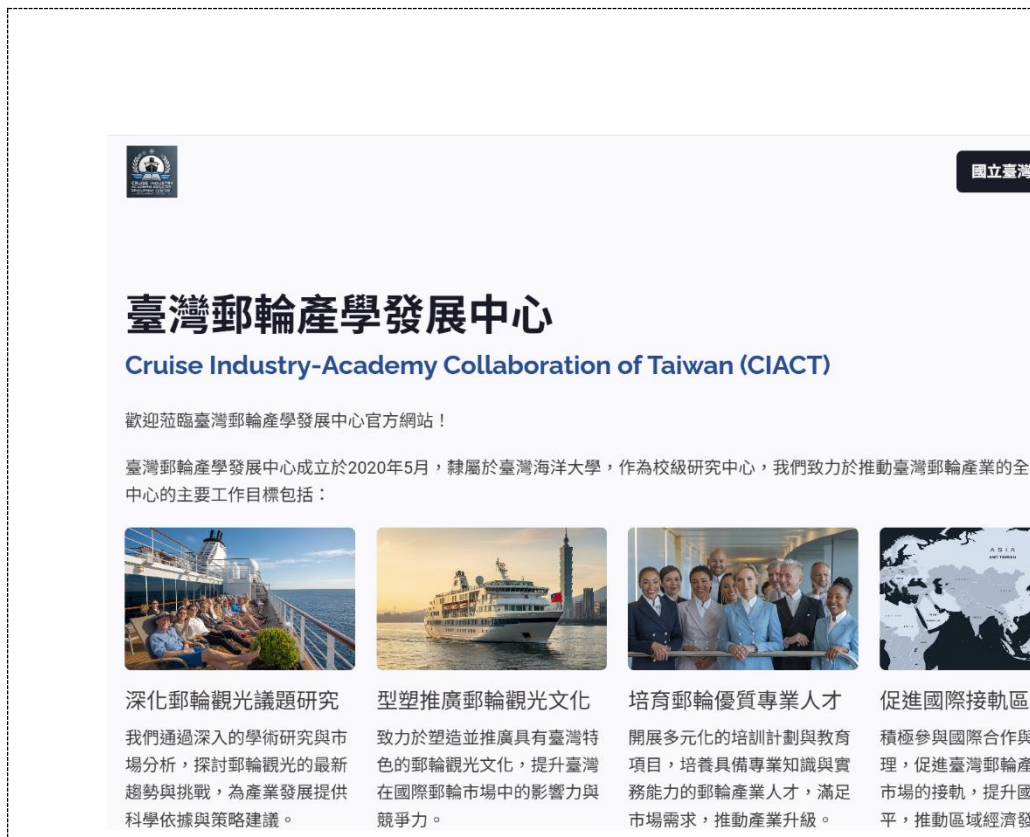 CRUISE INDUSTRY
國立臺灣
臺灣郵輪產學發展中心
Cruise Industry-Academy Collaboration of Taiwan (CIACT)
歡迎蒞臨臺灣郵輪產學發展中心官方網站！
臺灣郵輪產學發展中心成立於2020年5月，隸屬於臺灣海洋大學，作為校級研究中心，我們致力於推動臺灣郵輪產業的全
中心的主要工作目標包括：
ASIA
深化郵輪觀光議題研究
我們通過深入的學術研究與市
場分析，探討郵輪觀光的最新
趨勢與挑戰，為產業發展提供
科學依據與策略建議。
型塑推廣郵輪觀光文化
致力於塑造並推廣具有臺灣特
色的郵輪觀光文化，提升臺灣
在國際郵輪市場中的影響力與
競爭力。
培育郵輪優質專業人才
開展多元化的培訓計劃與教育
項目，培養具備專業知識與實
務能力的郵輪產業人才，滿足
市場需求，推動產業升級。
促進國際接軌區
積極參與國際合作與
理，促進臺灣郵輪產
市場的接軌，提升國
平，推動區域經濟發